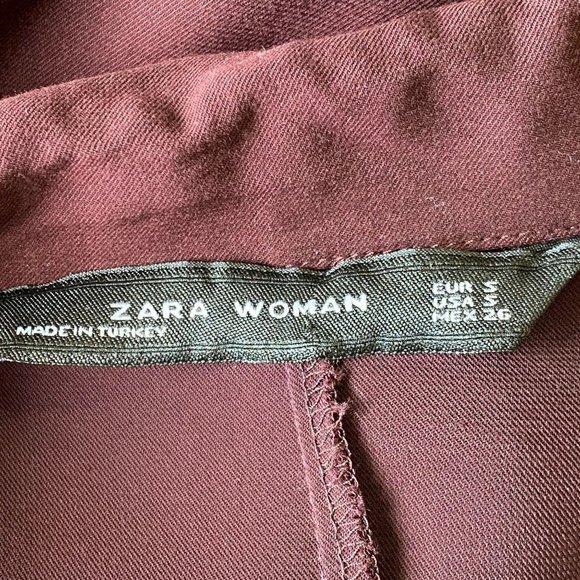 ZARA WOMAN
MADE IN TURKEY
EUR S
USA S
MEX 26